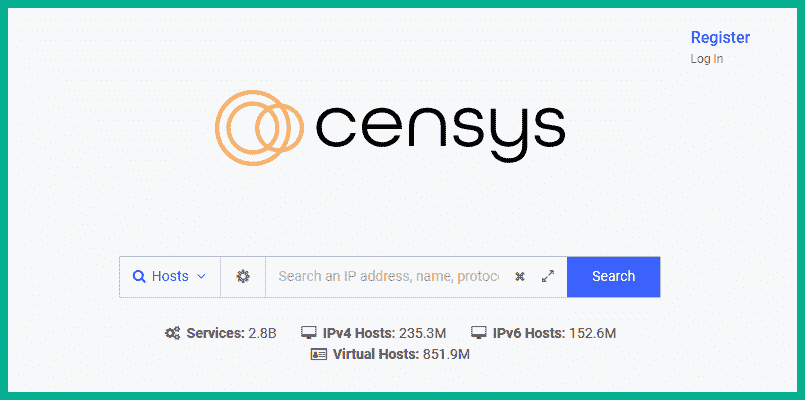 Register
Log In
censys
Hosts
Search an IP address, name, protoco
Search
Services: 2.8B IPv4 Hosts: 235.3M IPv6 Hosts: 152.6M
Virtual Hosts: 851.9M